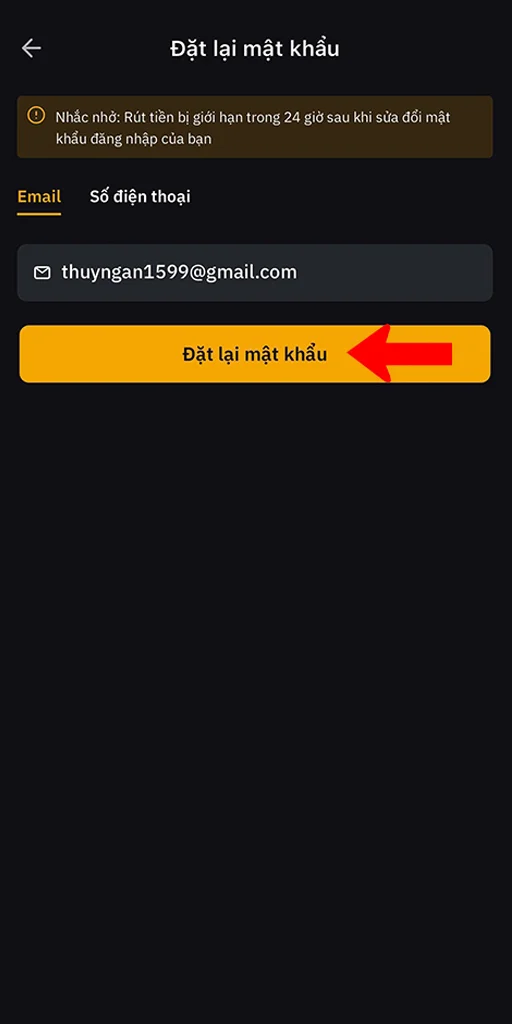 Đặt lại mật khẩu
Nhắc nhở: Rút tiền bị giới hạn trong 24 giờ sau khi sửa đổi mật
khẩu đăng nhập của bạn
Email Số điện thoại
thuyngan1599@gmail.com
Đặt lại mật khẩu